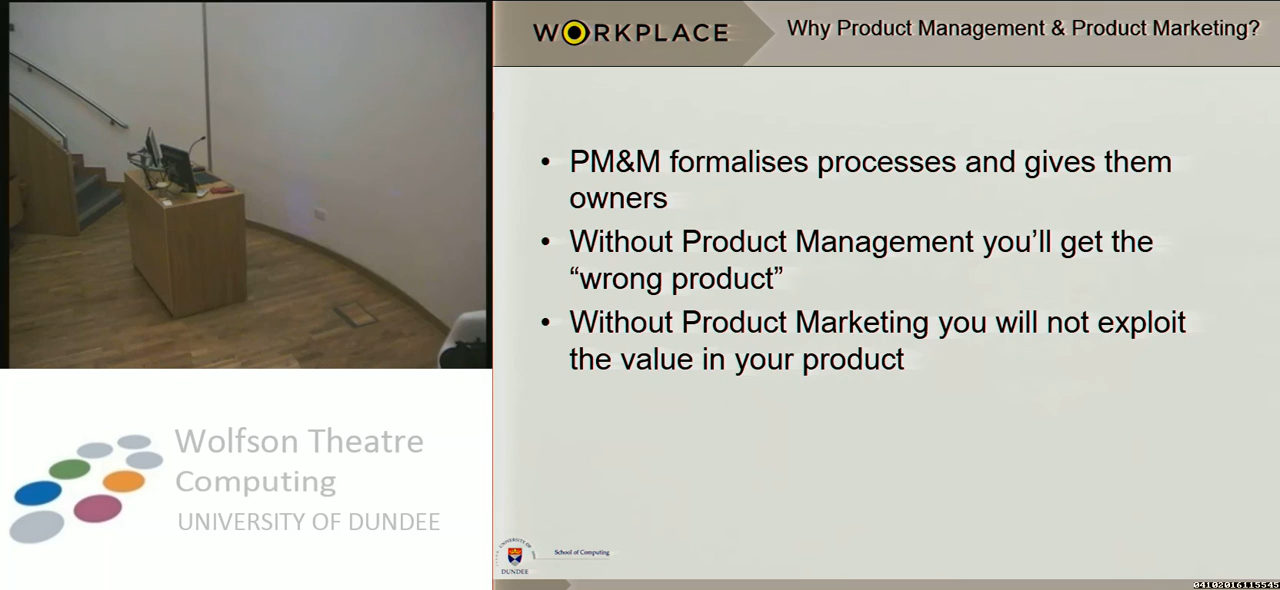 WORKPLACE
Why Product Management & Product Marketing?
• PM&M formalises processes and gives them
owners
• Without Product Management you'll get the
“wrong product”
• Without Product Marketing you will not exploit
the value in your product
Wolfson Theatre
Computing
UNIVERSITY OF DUNDEE
UNIVERSITY OF
DUNDEE
School of Computing
04102016115545